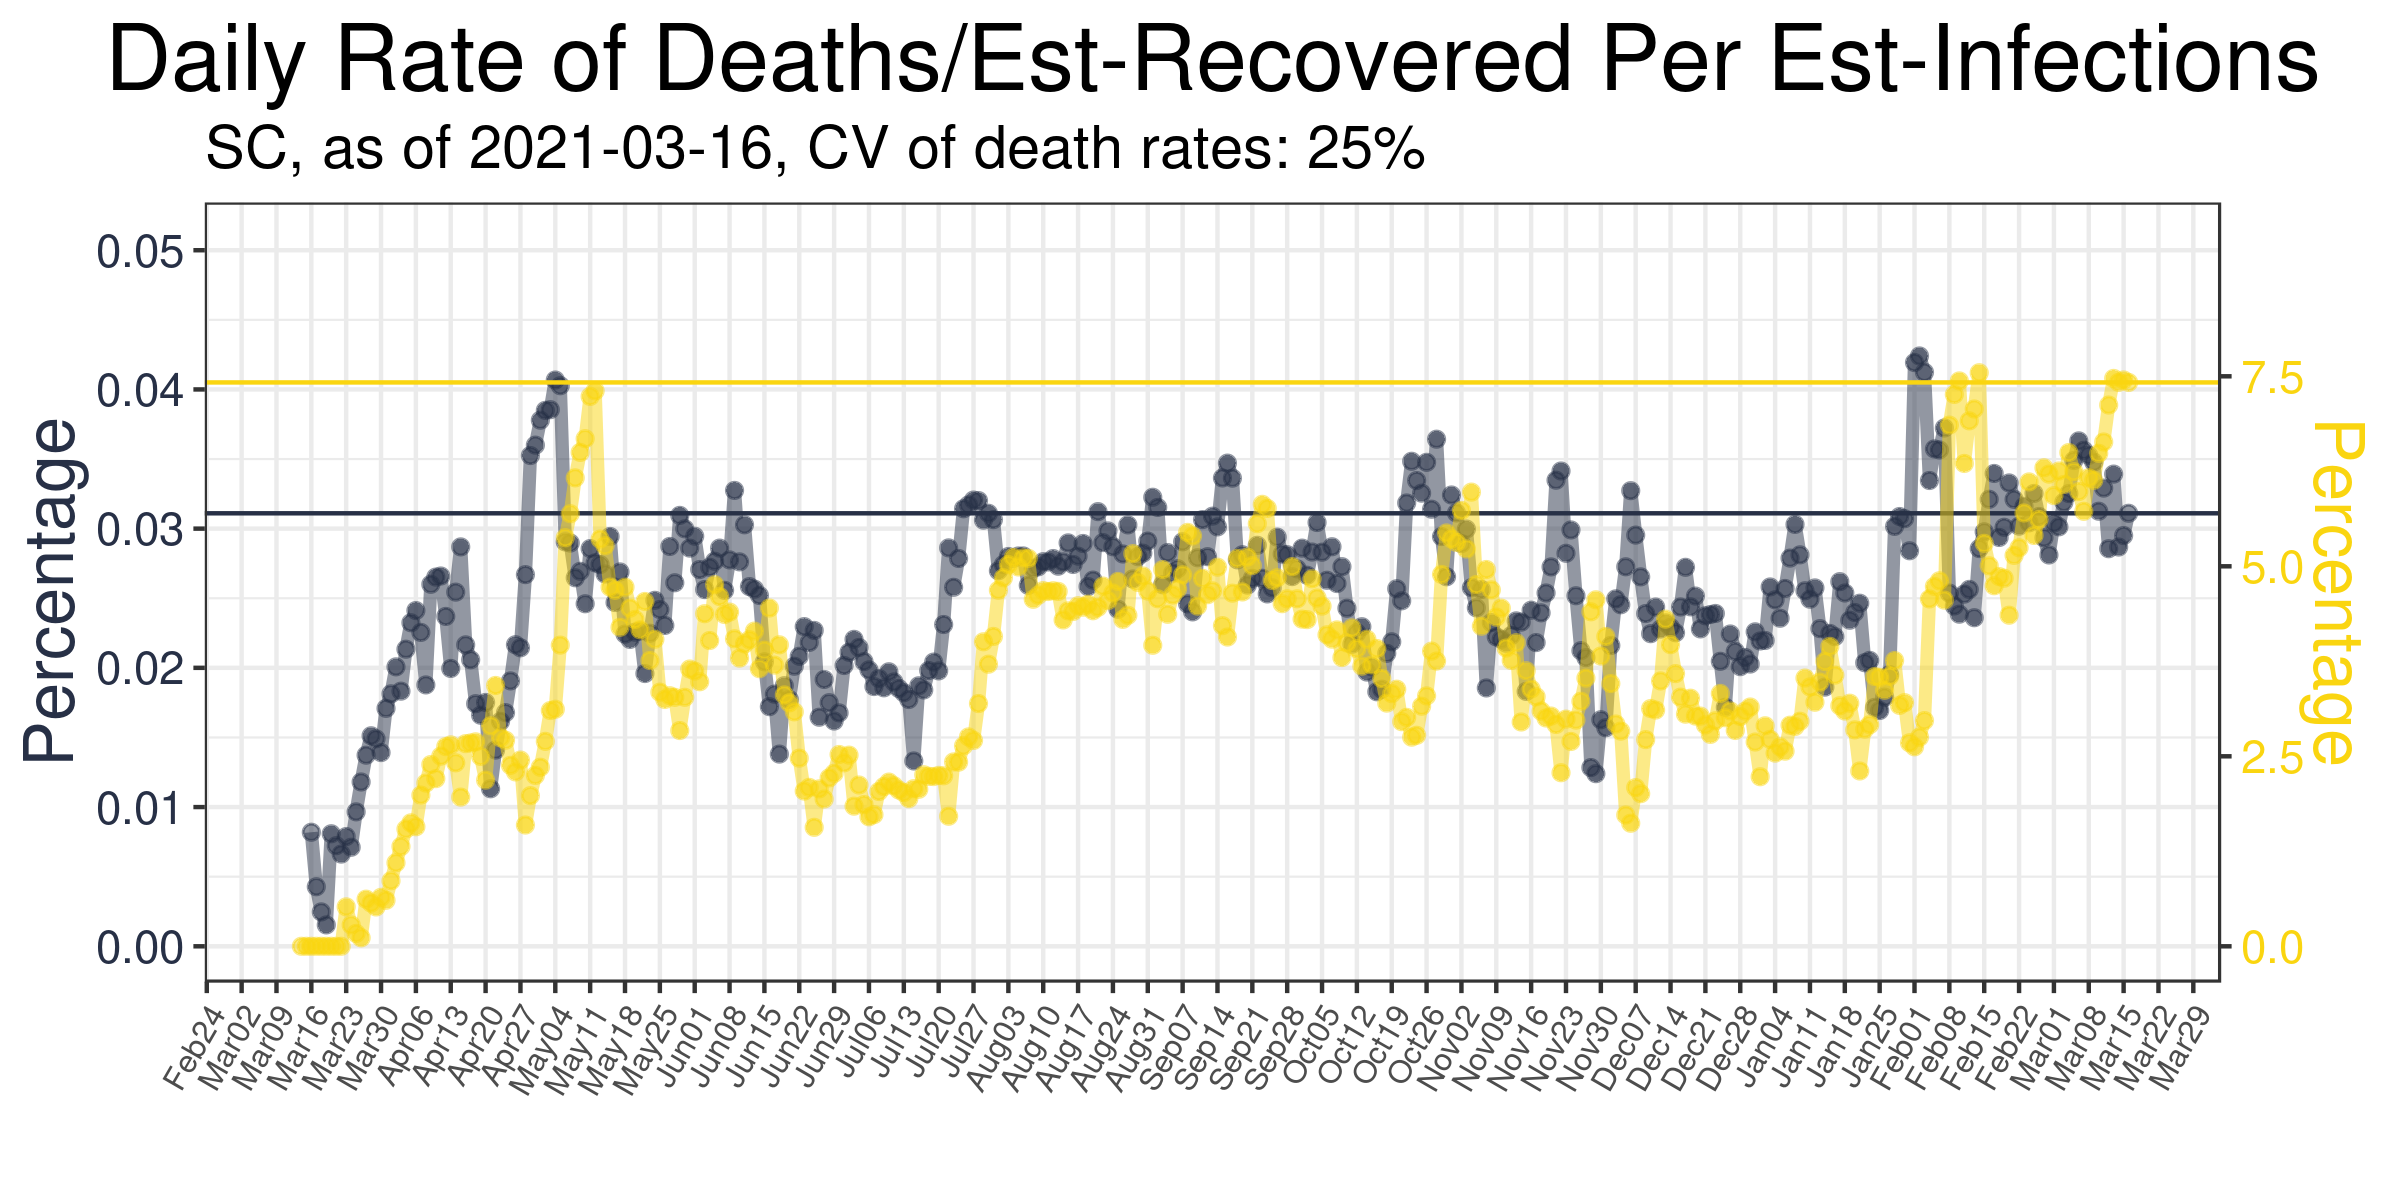 Daily Rate of Deaths/Est-Recovered Per Est-Infections
SC, as of 2021-03-16, CV of death rates: 25%
Percentage
0.05
0.04
0.03
0.02
0.01
0.00
7.5
5.0
2.5
0.0
Percentage
Feb24
Mar02
Mar09
Mar16
Mar23
Mar30
Apr06
Apr13
Apr20
Apr27
May04
May11
May18
May25
Jun01
Jun08
Jun15
Jun22
Jun29
Jul06
Jul13
Jul20
Jul27
Aug03
Aug10
Aug17
Aug24
Aug31
Sep07
Sep14
Sep21
Sep28
Oct05
Oct12
Oct19
Oct26
Nov02
Nov09
Nov16
Nov23
Nov30
Dec07
Dec14
Dec21
Dec28
Jan04
Jan11
Jan18
Jan25
Feb01
Feb08
Feb15
Feb22
Mar01
Mar08
Mar15
Mar22
Mar29